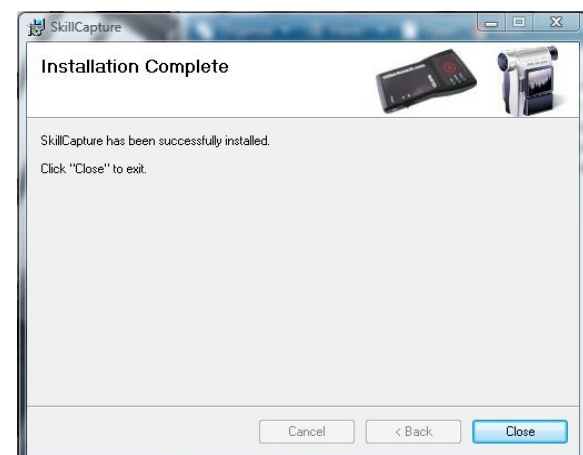 SkillCapture
Installation Complete
SkillCapture has been successfully installed.
Click "Close" to exit.
Cancel
< Back
Close